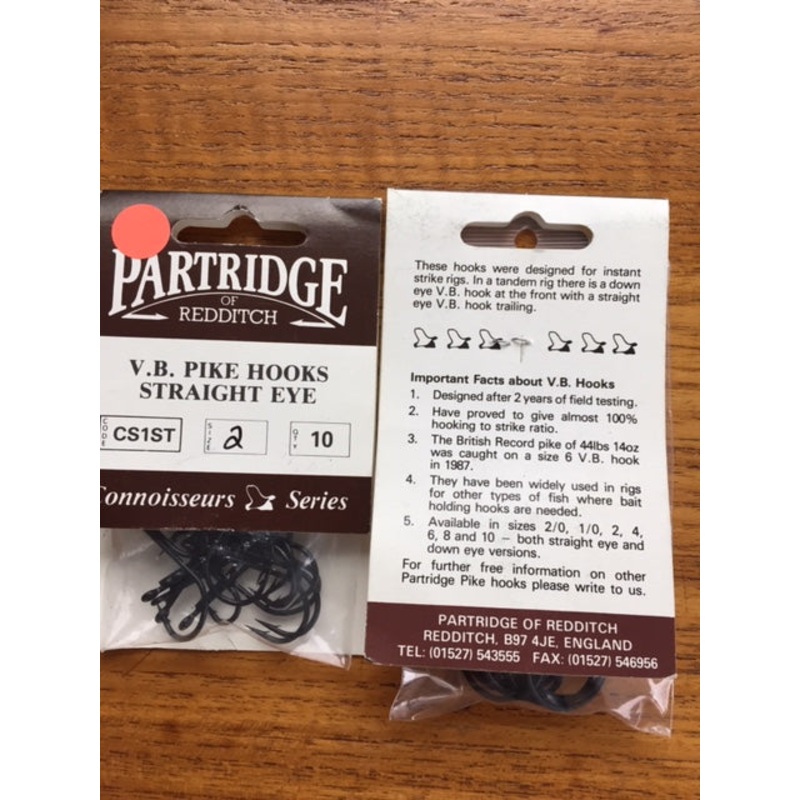 PARTRIDGE
OF
REDDITCH
V.B. PIKE HOOKS
STRAIGHT EYE
CODE CS1ST SIZE 2 QTY 10
onnoisseurs Series
These hooks were designed for instant
strike rigs. In a tandem rig there is a down
eye V.B. hook at the front with a straight
eye V.B. hook trailing.
Important Facts about V.B. Hooks
1. Designed after 2 years of field testing.
2. Have proved to give almost 100%
hooking to strike ratio.
3. The British Record pike of 44lbs 14oz
was caught on a size 6 V.B. hook
in 1987.
4. They have been widely used in rigs
for other types of fish where bait
holding hooks are needed.
5. Available in sizes 2/0, 1/0, 2, 4,
6, 8 and 10 – both straight eye and
down eye versions.
For further free information on other
Partridge Pike hooks please write to us.
PARTRIDGE OF REDDITCH
REDDITCH, B97 4JE, ENGLAND
TEL: (01527) 543555 FAX: (01527) 546956